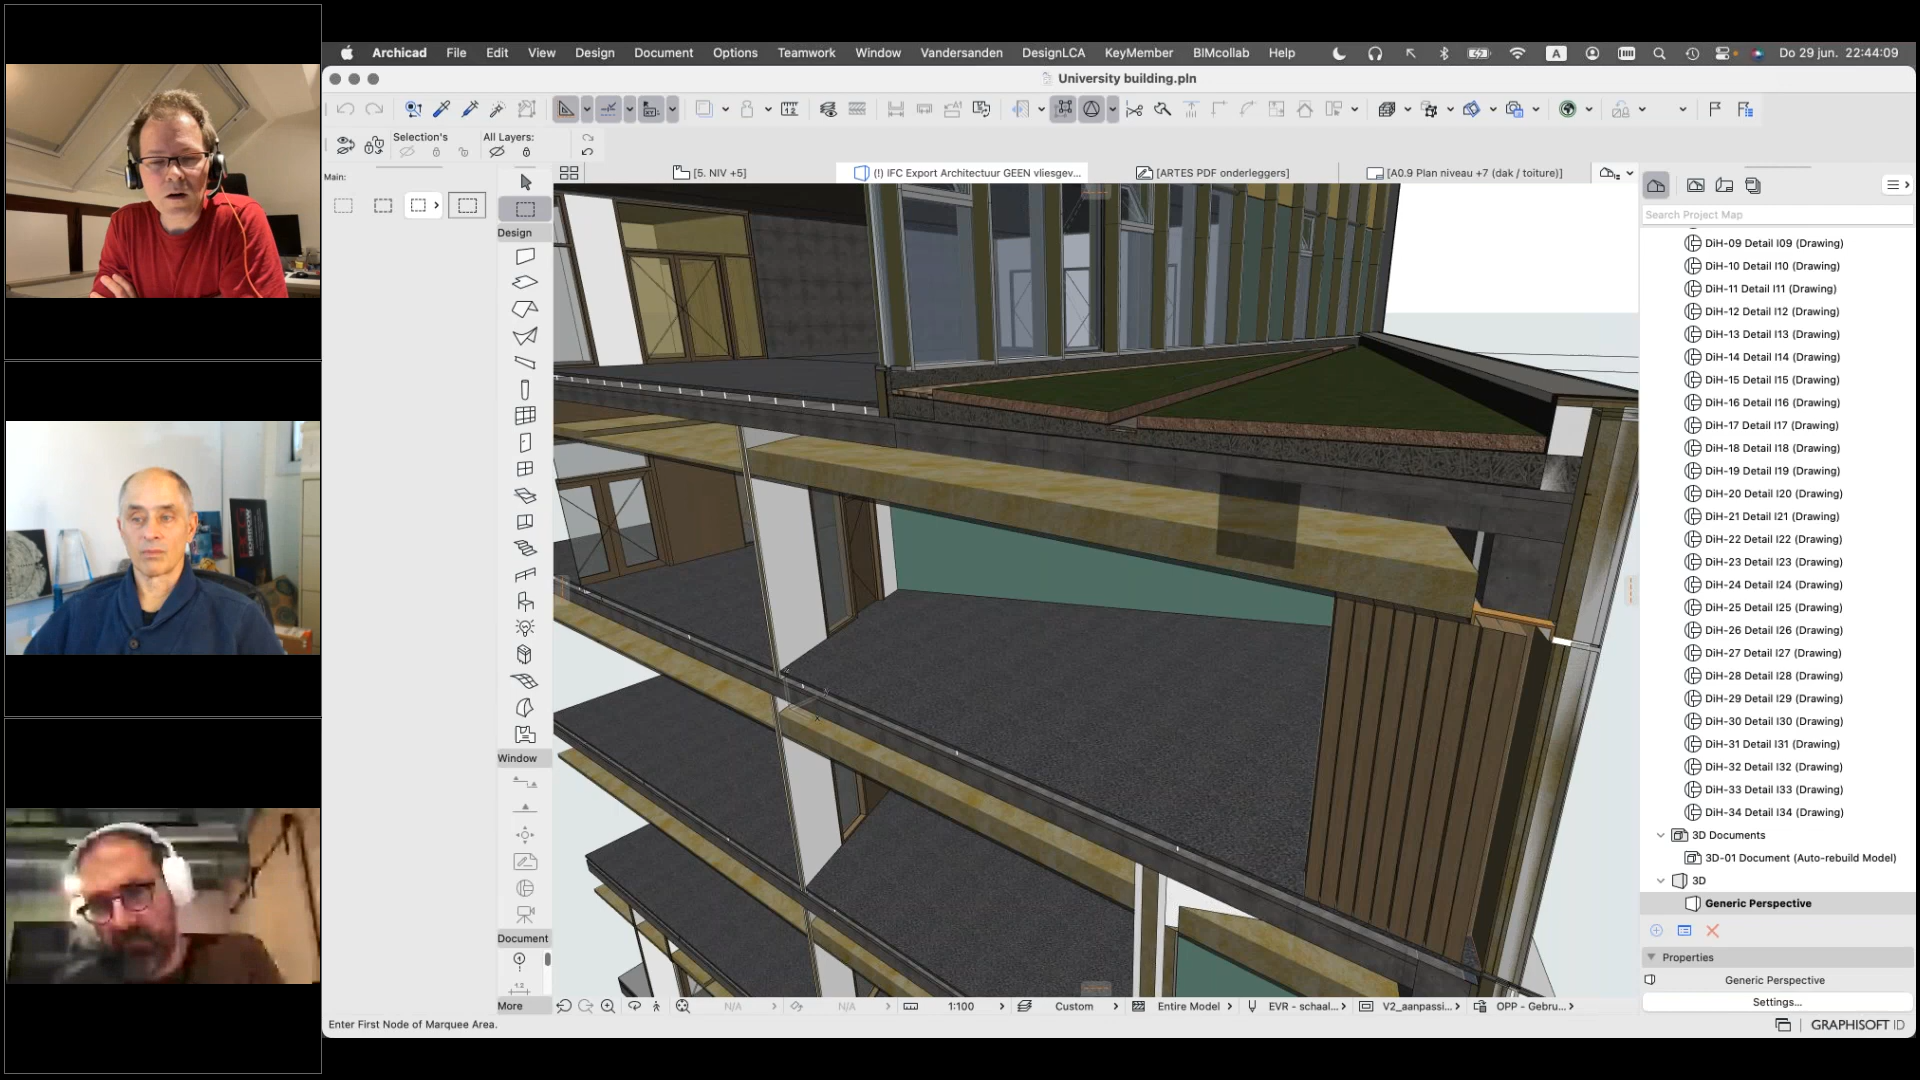 Archicad File Edit View Design Document Options Teamwork Window Vandersanden DesignLCA KeyMember BIMcollab Help A Do 29 jun. 22:44:09
University building.pln
Selection's
All Layers:
Main:
[5. NIV +5]
(!) IFC Export Architectuur GEEN vliesgev...
[ARTES PDF onderleggers]
[A0.9 Plan niveau +7 (dak / toiture)]
Design
Window
Document
1.2
More
Search Project Map
DiH-09 Detail I09 (Drawing)
DiH-10 Detail I10 (Drawing)
DiH-11 Detail I11 (Drawing)
DiH-12 Detail I12 (Drawing)
DiH-13 Detail I13 (Drawing)
DiH-14 Detail I14 (Drawing)
DiH-15 Detail I15 (Drawing)
DiH-16 Detail I16 (Drawing)
DiH-17 Detail I17 (Drawing)
DiH-18 Detail I18 (Drawing)
DiH-19 Detail I19 (Drawing)
DiH-20 Detail I20 (Drawing)
DiH-21 Detail I21 (Drawing)
DiH-22 Detail I22 (Drawing)
DiH-23 Detail I23 (Drawing)
DiH-24 Detail I24 (Drawing)
DiH-25 Detail I25 (Drawing)
DiH-26 Detail I26 (Drawing)
DiH-27 Detail I27 (Drawing)
DiH-28 Detail I28 (Drawing)
DiH-29 Detail I29 (Drawing)
DiH-30 Detail I30 (Drawing)
DiH-31 Detail I31 (Drawing)
DiH-32 Detail I32 (Drawing)
DiH-33 Detail I33 (Drawing)
DiH-34 Detail I34 (Drawing)
3D Documents
3D-01 Document (Auto-rebuild Model)
3D
Generic Perspective
Properties
Generic Perspective
Settings...
N/A N/A 1:100 Custom Entire Model EVR - schaal... V2_aanpassi... OPP - Gebru...
Enter First Node of Marquee Area.
GRAPHISOFT ID